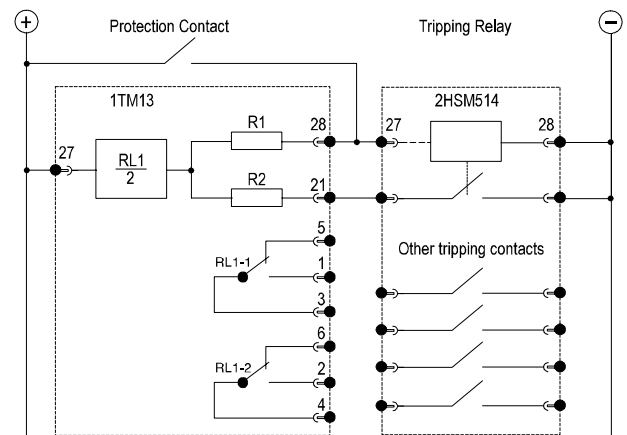 + Protection Contact Tripping Relay −
1TM13 2HSM514
R1 28 27 28
27
RL1
2
R2 21
5
RL1-1 1 Other tripping contacts
3
6
RL1-2 2
4